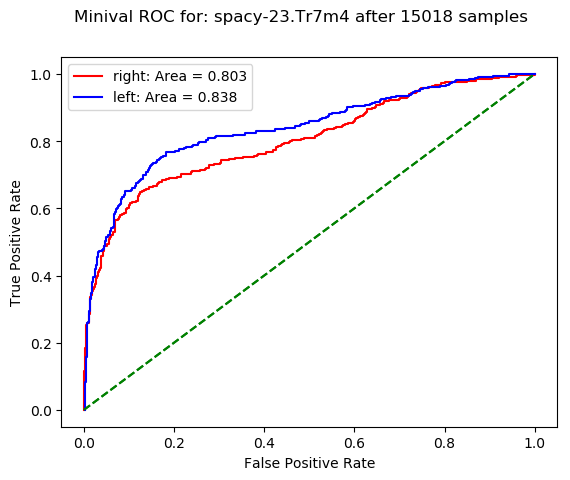 Minival ROC for: spacy-23.Tr7m4 after 15018 samples
right: Area = 0.803
left: Area = 0.838
True Positive Rate
1.0
0.8
0.6
0.4
0.2
0.0
0.0 0.2 0.4 0.6 0.8 1.0
False Positive Rate